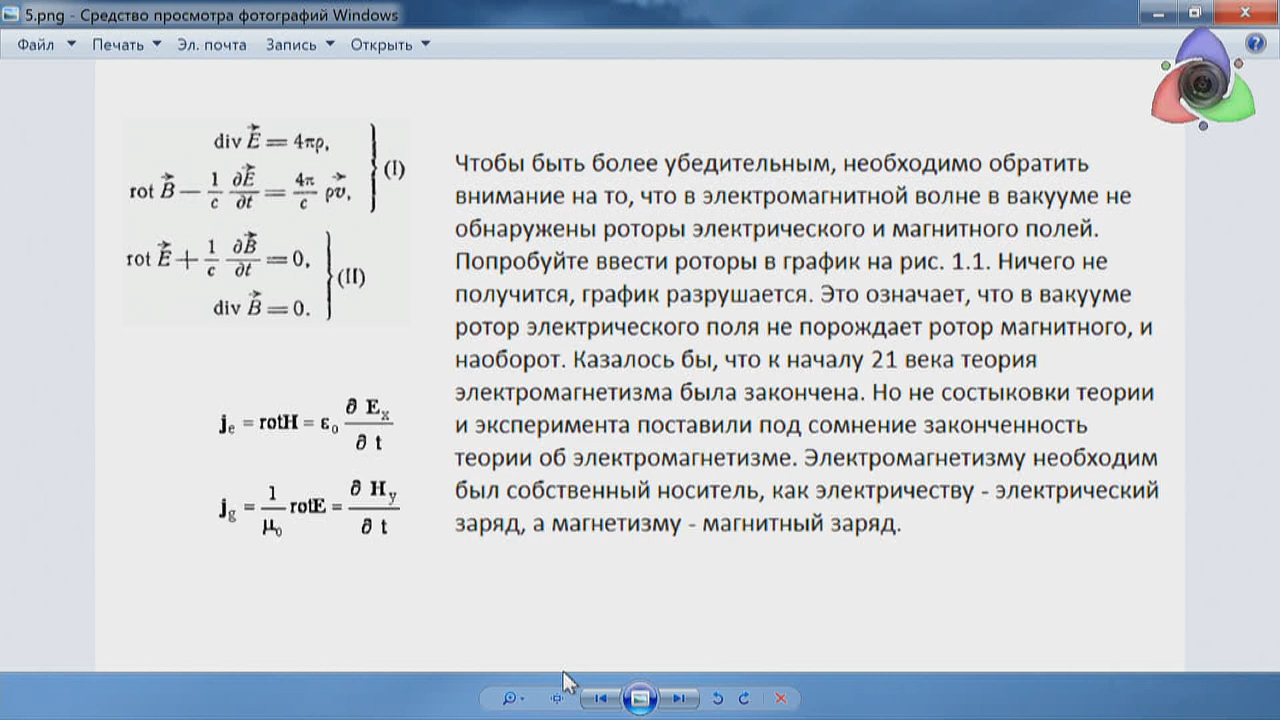 5.png - Средство просмотра фотографий Windows
Файл Печать Эл. почта Запись Открыть
div E⃗ = 4πρ,
rot B⃗ − 1/c ∂E⃗/∂t = 4π/c ρv⃗,
(I)
rot E⃗ + 1/c ∂B⃗/∂t = 0,
(II)
div B⃗ = 0.
jₑ = rotH = ε₀ ∂ Eₓ / ∂ t
j_g = 1/μ₀ rotE = ∂ H_y / ∂ t
Чтобы быть более убедительным, необходимо обратить
внимание на то, что в электромагнитной волне в вакууме не
обнаружены роторы электрического и магнитного полей.
Попробуйте ввести роторы в график на рис. 1.1. Ничего не
получится, график разрушается. Это означает, что в вакууме
ротор электрического поля не порождает ротор магнитного, и
наоборот. Казалось бы, что к началу 21 века теория
электромагнетизма была закончена. Но не состыковки теории
и эксперимента поставили под сомнение законченность
теории об электромагнетизме. Электромагнетизму необходим
был собственный носитель, как электричеству - электрический
заряд, а магнетизму - магнитный заряд.